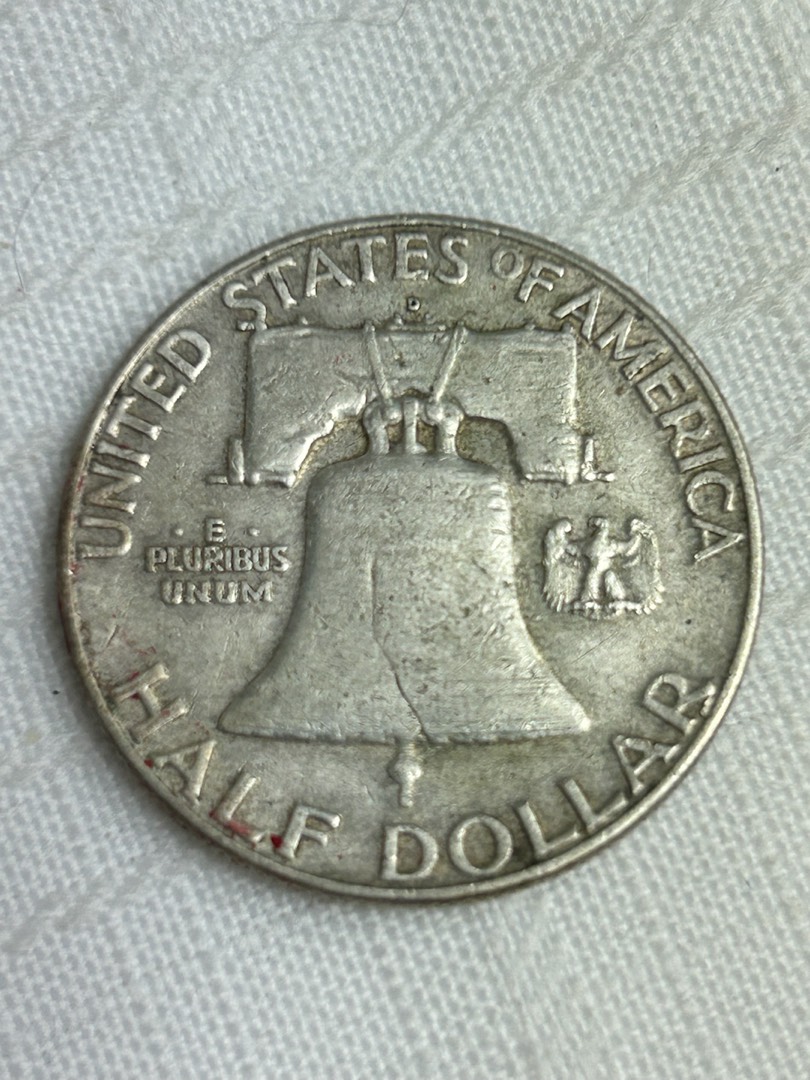 UNITED STATES OF AMERICA
D
· E ·
PLURIBUS
UNUM
HALF DOLLAR